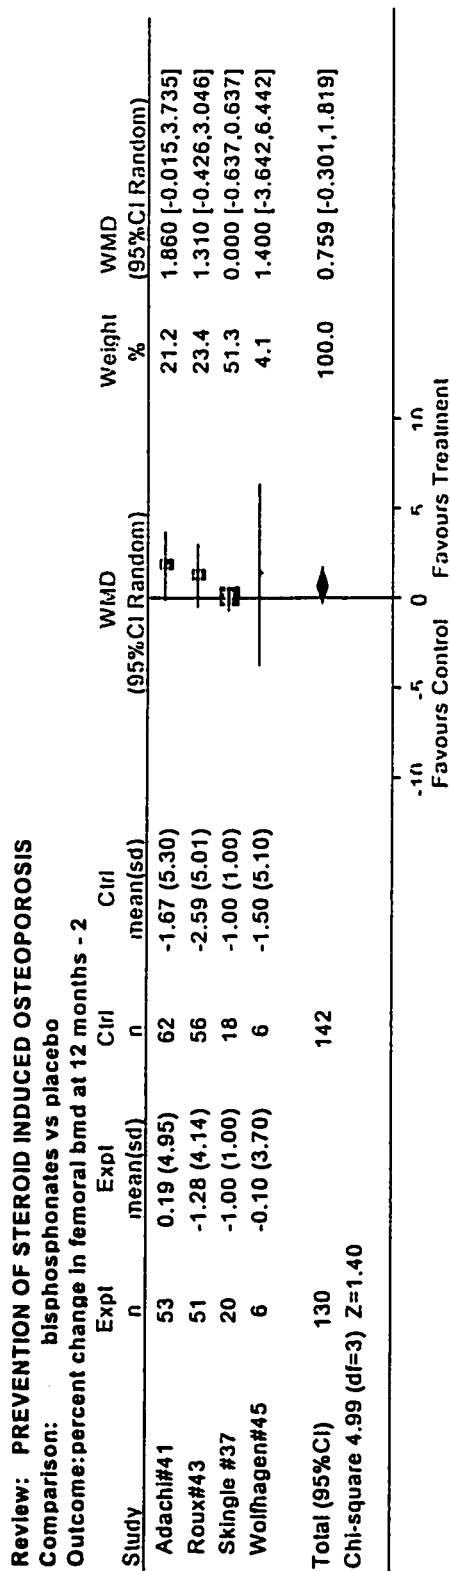 Review: PREVENTION OF STEROID INDUCED OSTEOPOROSIS
Comparison: bisphosphonates vs placebo
Outcome:percent change in femoral bmd at 12 months - 2
Expt Expt Ctrl Ctrl WMD Weight WMD
Study n mean(sd) n mean(sd) (95%CI Random) % (95%CI Random)
Adachi#41 53 0.19 (4.95) 62 -1.67 (5.30) 21.2 1.860 [-0.015,3.735]
Roux#43 51 -1.28 (4.14) 56 -2.59 (5.01) 23.4 1.310 [-0.426,3.046]
Skingle #37 20 -1.00 (1.00) 18 -1.00 (1.00) 51.3 0.000 [-0.637,0.637]
Wolfhagen#45 6 -0.10 (3.70) 6 -1.50 (5.10) 4.1 1.400 [-3.642,6.442]
Total (95%CI) 130 142 100.0 0.759 [-0.301,1.819]
Chi-square 4.99 (df=3) Z=1.40
-10 -5 0 5 10
Favours Control Favours Treatment